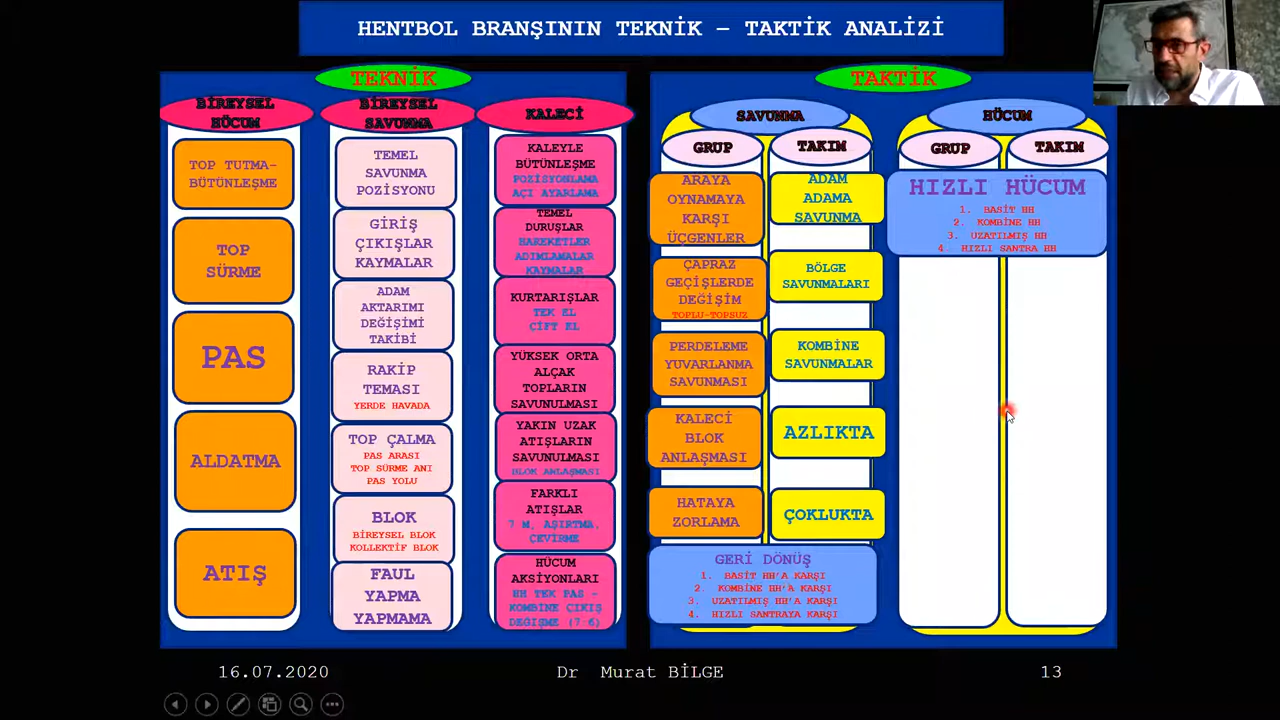 HENTBOL BRANŞININ TEKNİK – TAKTİK ANALİZİ
TEKNİK
BİREYSEL
HÜCUM
TOP TUTMA-
BÜTÜNLEŞME
TOP
SÜRME
PAS
ALDATMA
ATIŞ
BİREYSEL
SAVUNMA
TEMEL
SAVUNMA
POZİSYONU
GİRİŞ
ÇIKIŞLAR
KAYMALAR
ADAM
AKTARIMI
DEĞİŞİMİ
TAKİBİ
RAKİP
TEMASI
YERDE HAVADA
TOP ÇALMA
PAS ARASI
TOP SÜRME ANI
PAS YOLU
BLOK
BİREYSEL BLOK
KOLLEKTİF BLOK
FAUL
YAPMA
YAPMAMA
KALECİ
KALEYLE
BÜTÜNLEŞME
POZİSYONLAMA
AÇI AYARLAMA
TEMEL
DURUŞLAR
HAREKETLER
ADIMLAMALAR
KAYMALAR
KURTARIŞLAR
TEK EL
ÇİFT EL
YÜKSEK ORTA
ALÇAK
TOPLARIN
SAVUNULMASI
YAKIN UZAK
ATIŞLARIN
SAVUNULMASI
BLOK ANLAŞMASI
FARKLI
ATIŞLAR
7 M, AŞIRTMA,
ÇEVİRME
HÜCUM
AKSİYONLARI
HH TEK PAS –
KOMBİNE ÇIKIŞ
DEĞİŞME (7-6)
TAKTİK
SAVUNMA
GRUP
ARAYA
OYNAMAYA
KARŞI
ÜÇGENLER
ÇAPRAZ
GEÇİŞLERDE
DEĞİŞİM
TOPLU-TOPSUZ
PERDELEME
YUVARLANMA
SAVUNMASI
KALECİ
BLOK
ANLAŞMASI
HATAYA
ZORLAMA
TAKIM
ADAM
ADAMA
SAVUNMA
BÖLGE
SAVUNMALARI
KOMBİNE
SAVUNMALAR
AZLIKTA
ÇOKLUKTA
GERİ DÖNÜŞ
1. BASİT HH'A KARŞI
2. KOMBİNE HH'A KARŞI
3. UZATILMIŞ HH'A KARŞI
4. HIZLI SANTRAYA KARŞI
HÜCUM
GRUP
TAKIM
HIZLI HÜCUM
1. BASİT HH
2. KOMBİNE HH
3. UZATILMIŞ HH
4. HIZLI SANTRA HH
16.07.2020
Dr Murat BİLGE
13